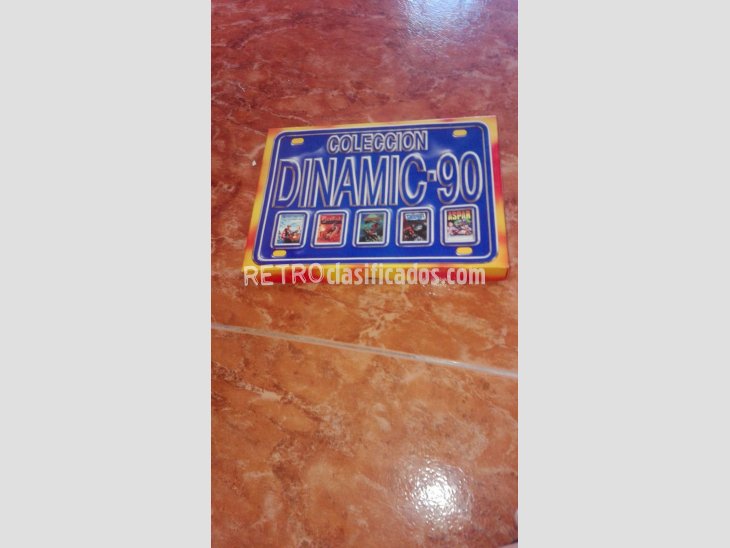 COLECCION
DINAMIC-90
ASPAR
RETROclasificados.com